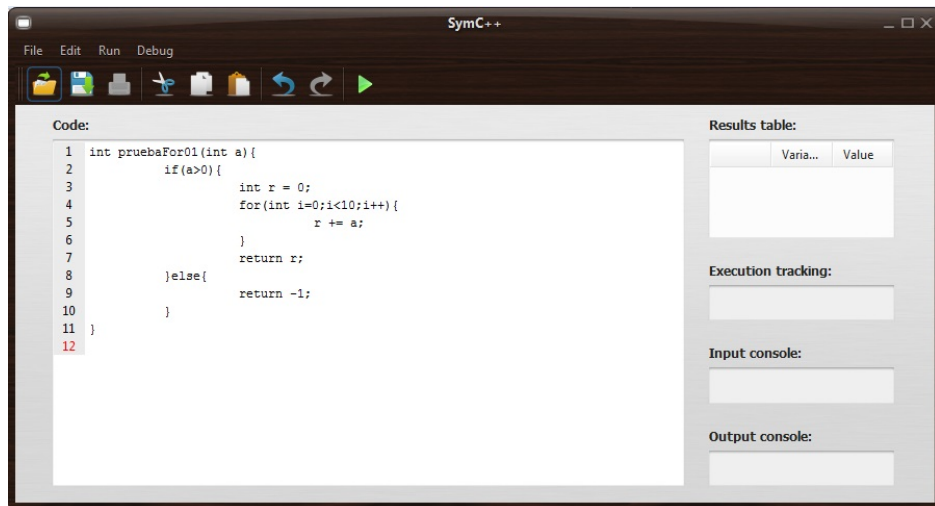 SymC++
File Edit Run Debug
Code:
1 int pruebaFor01(int a){
2 if(a>0){
3 int r = 0;
4 for(int i=0;i<10;i++){
5 r += a;
6 }
7 return r;
8 }else{
9 return -1;
10 }
11 }
12
Results table:
Varia... Value
Execution tracking:
Input console:
Output console: